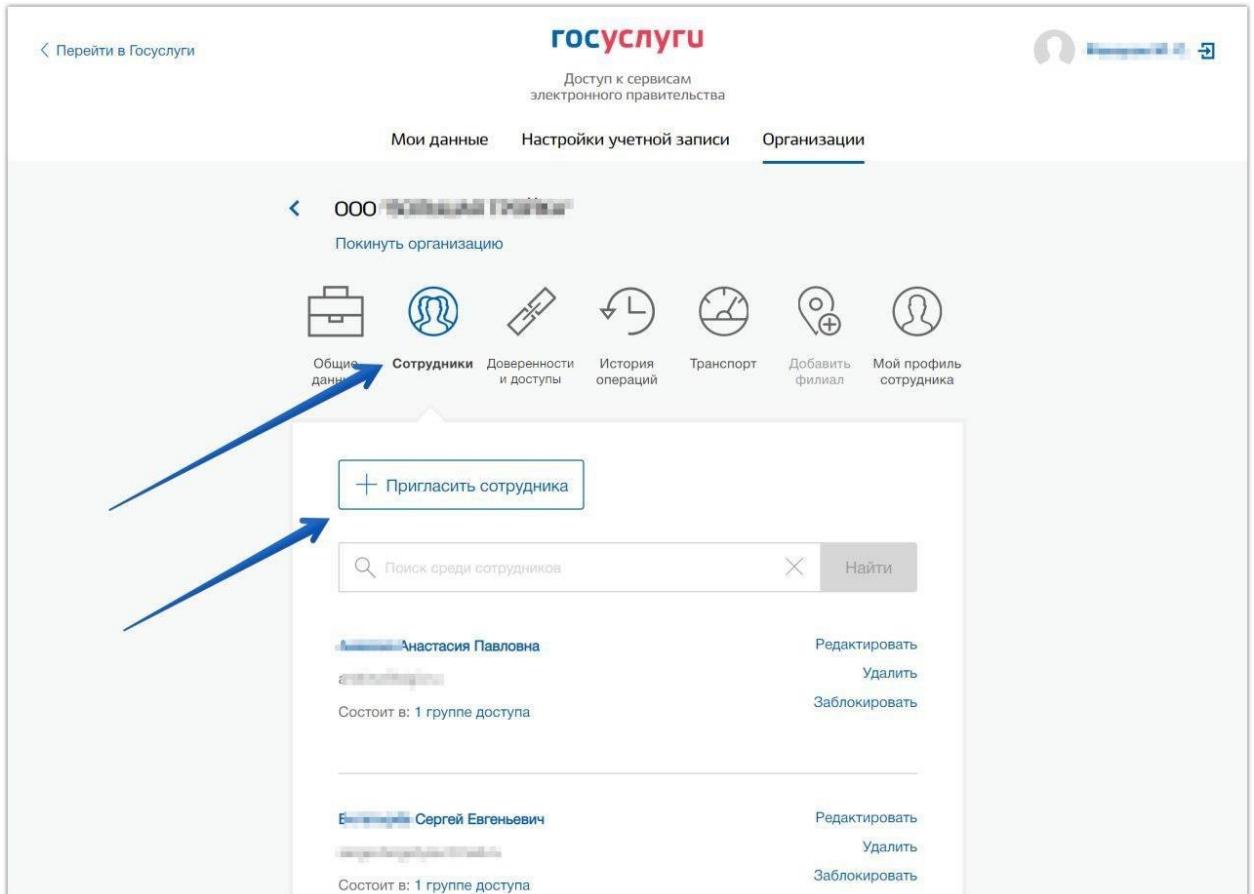 Перейти в Госуслуги
госуслуги
Доступ к сервисам
электронного правительства
Мои данные Настройки учетной записи Организации
ООО
Покинуть организацию
Общие данные
Сотрудники
Доверенности
и доступы
История
операций
Транспорт
Добавить
филиал
Мой профиль
сотрудника
Пригласить сотрудника
Поиск среди сотрудников
Найти
Анастасия Павловна
Редактировать
Удалить
Состоит в: 1 группе доступа
Заблокировать
Сергей Евгеньевич
Редактировать
Удалить
Состоит в: 1 группе доступа
Заблокировать